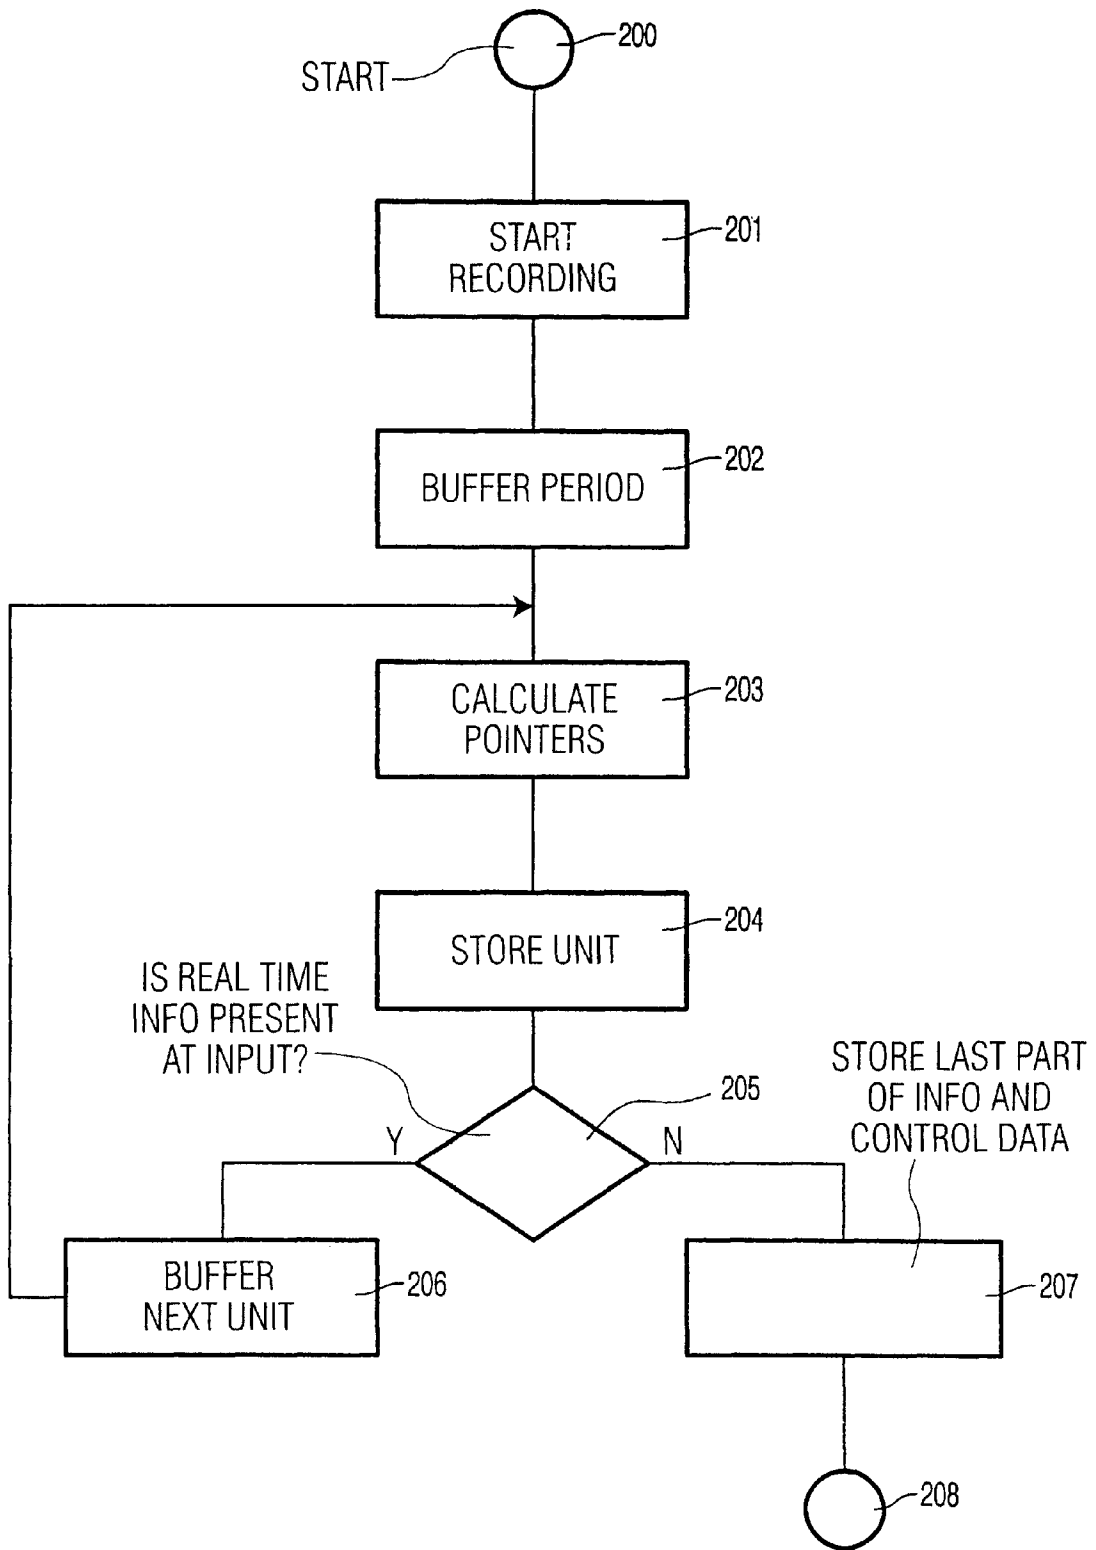 200
START
START
RECORDING
201
BUFFER PERIOD
202
CALCULATE
POINTERS
203
STORE UNIT
204
IS REAL TIME
INFO PRESENT
AT INPUT?
205
Y
N
STORE LAST PART
OF INFO AND
CONTROL DATA
BUFFER
NEXT UNIT
206
207
208